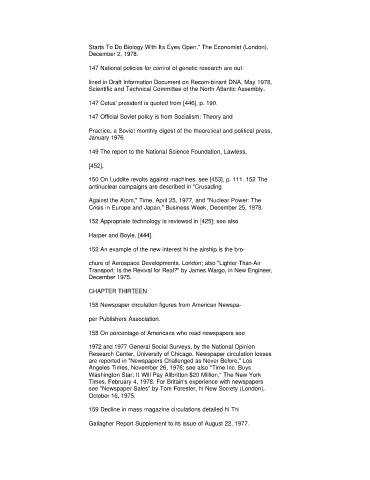 Starts To Do Biology With Its Eyes Open," The Economist (London),
December 2, 1978.
147 National policies for control of genetic research are out-
lined in Draft Information Document on Recom-binant DNA, May 1978,
Scientific and Technical Committee of the North Atlantic Assembly.
147 Cetus' president is quoted from [446], p. 190.
147 Official Soviet policy is from Socialism: Theory and
Practice, a Soviet monthly digest of the theoretical and political press,
January 1976.
149 The report to the National Science Foundation, Lawless,
[452].
150 On Luddite revolts against machines, see [453], p. 111. 152 The
antinuclear campaigns are described in "Crusading
Against the Atom," Time, April 25, 1977, and "Nuclear Power: The
Crisis in Europe and Japan," Business Week, December 25, 1978.
152 Appropriate technology is reviewed in [425]; see also
Harper and Boyle, [444].
152 An example of the new interest hi the airship is the bro-
chure of Aerospace Developments, London; also "Lighter-Than-Air
Transport: Is the Revival for Real?" by James Wargo, in New Engineer,
December 1975.
CHAPTER THIRTEEN
158 Newspaper circulation figures from American Newspa-
per Publishers Association.
158 On percentage of Americans who read newspapers see
1972 and 1977 General Social Surveys, by the National Opinion
Research Center, University of Chicago. Newspaper circulation losses
are reported in "Newspapers Challenged as Never Before," Los
Angeles Times, November 26, 1976; see also "Time Inc. Buys
Washington Star; It Will Pay Allbritton $20 Million," The New York
Times, February 4, 1978. For Britain's experience with newspapers
see "Newspaper Sales" by Tom Forester, hi New Society (London),
October 16, 1975.
159 Decline in mass magazine circulations detailed hi Thi
Gallagher Report Supplement to its issue of August 22, 1977.